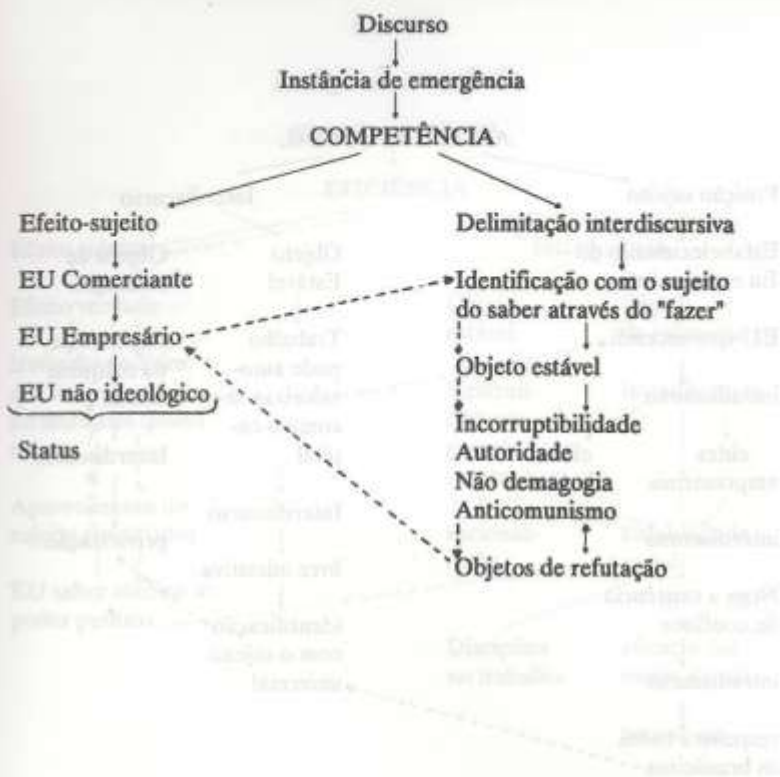 Discurso
Instância de emergência
COMPETÊNCIA
Efeito-sujeito
EU Comerciante
EU Empresário
EU não ideológico
Status
Delimitação interdiscursiva
Identificação com o sujeito
do saber através do "fazer"
Objeto estável
Incorruptibilidade
Autoridade
Não demagogia
Anticomunismo
Objetos de refutação